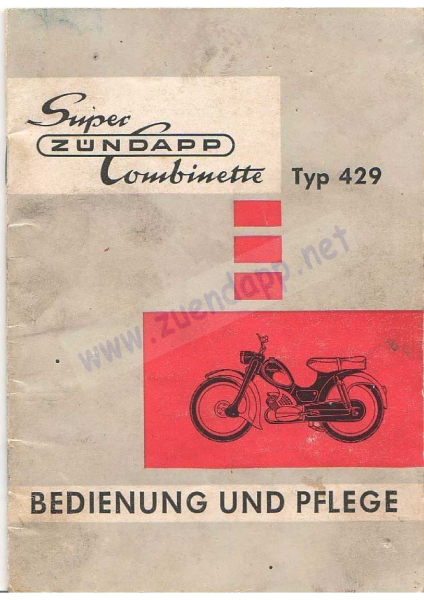 Super
ZÜNDAPP
Combinette
Typ 429
www.zuendapp.net
BEDIENUNG UND PFLEGE